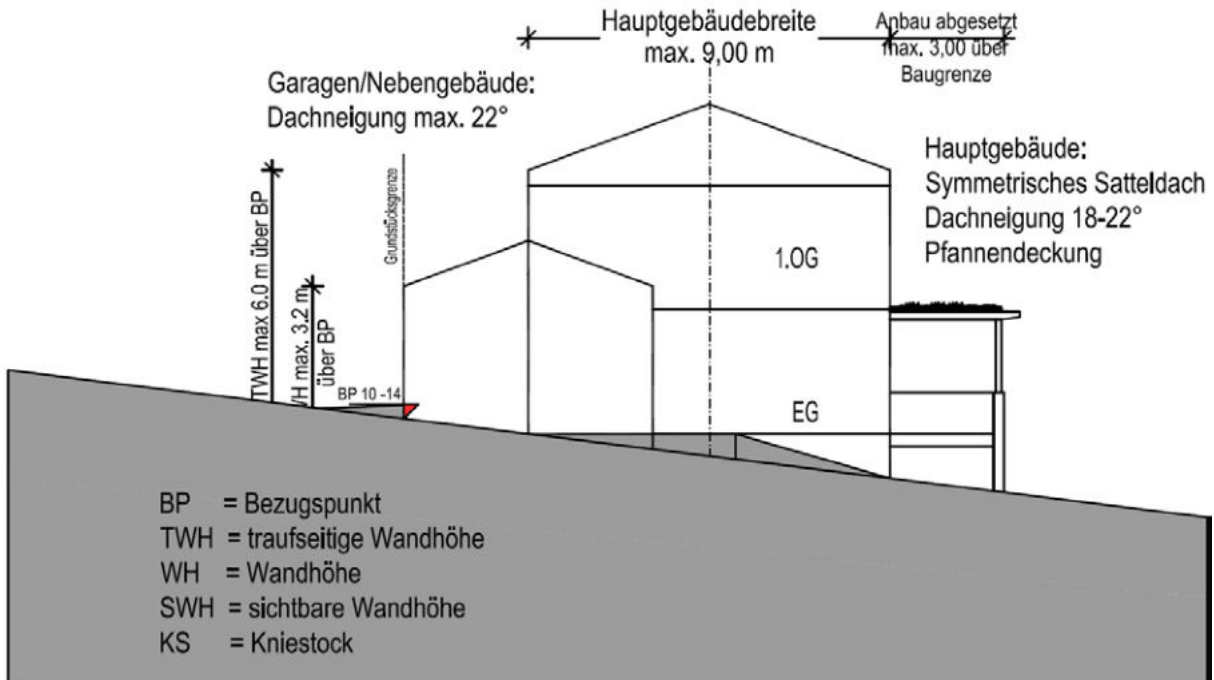 Hauptgebäudebreite
max. 9,00 m
Anbau abgesetzt
max. 3,00 über
Baugrenze
Garagen/Nebengebäude:
Dachneigung max. 22°
Hauptgebäude:
Symmetrisches Satteldach
Dachneigung 18-22°
Pfannendeckung
Grundstücksgrenze
TWH max 6.0 m über BP
WH max. 3.2 m
über BP
BP 10 -14
1.OG
EG
BP = Bezugspunkt
TWH = traufseitige Wandhöhe
WH = Wandhöhe
SWH = sichtbare Wandhöhe
KS = Kniestock